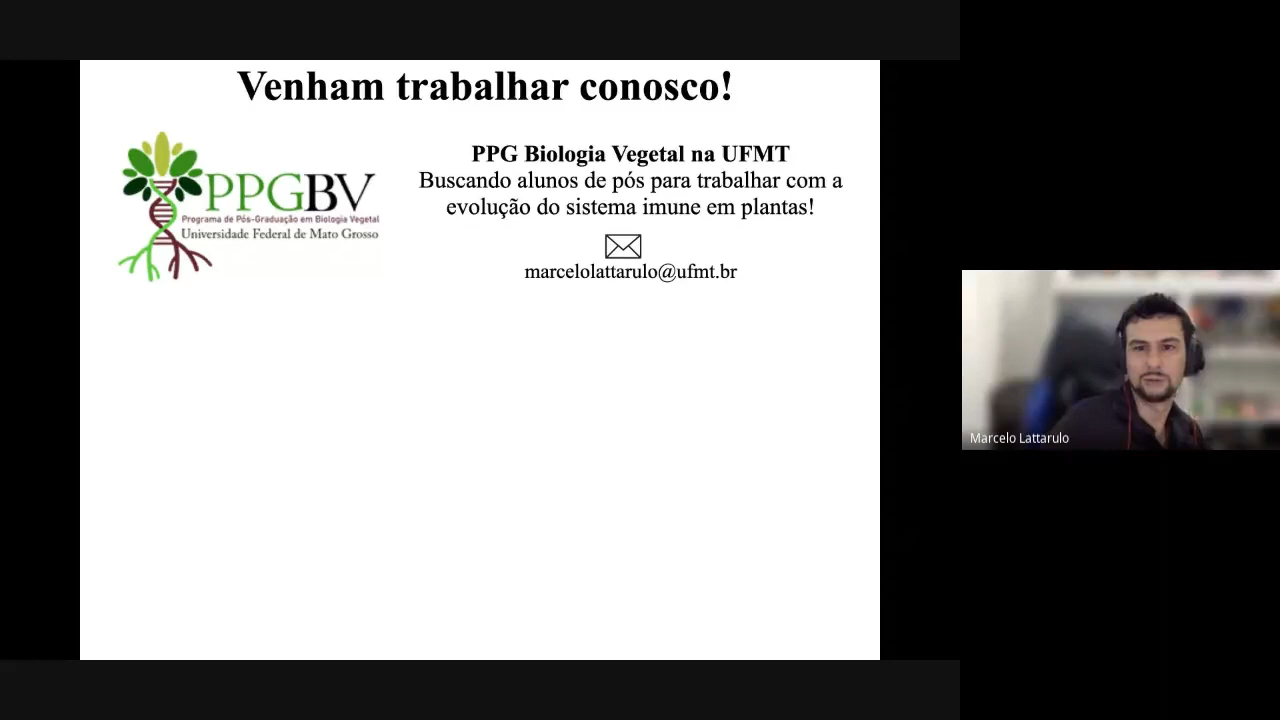 Venham trabalhar conosco!
PPGBV
Programa de Pós-Graduação em Biologia Vegetal
Universidade Federal de Mato Grosso
PPG Biologia Vegetal na UFMT
Buscando alunos de pós para trabalhar com a
evolução do sistema imune em plantas!
marcelolattarulo@ufmt.br
Marcelo Lattarulo